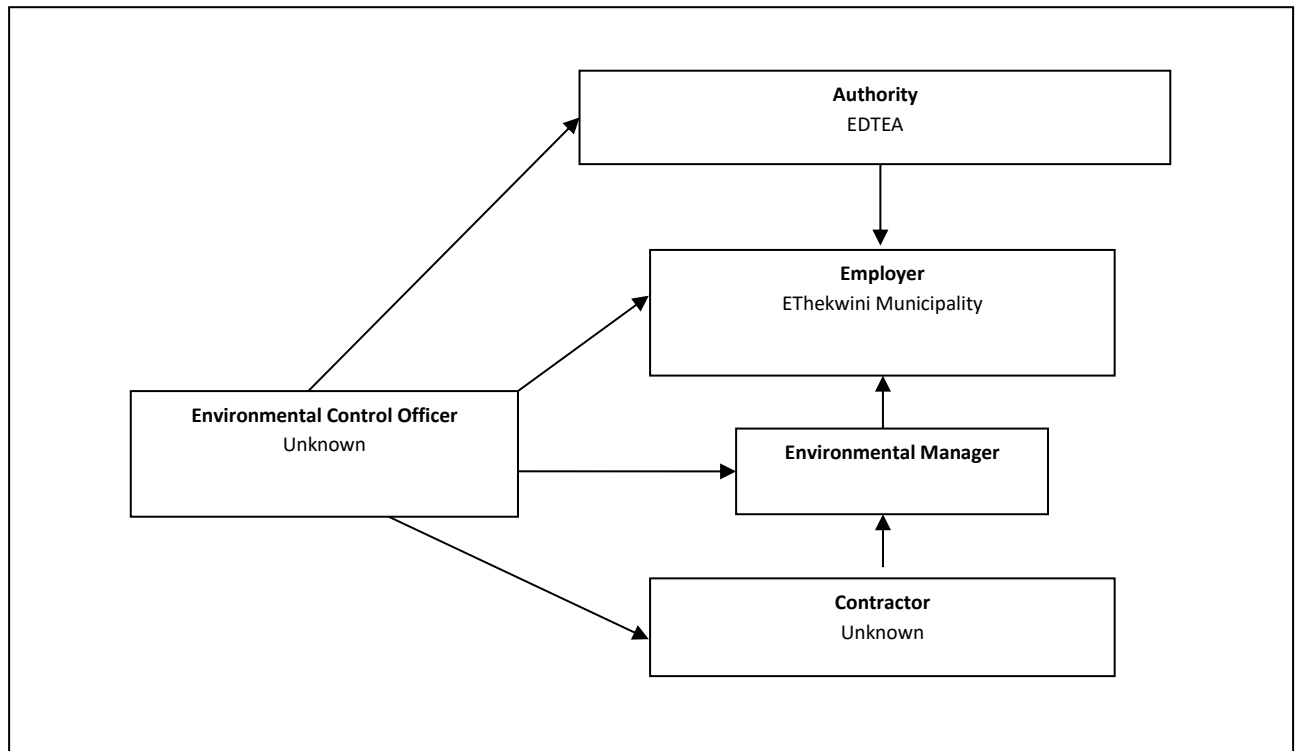 Authority
EDTEA
Employer
EThekwini Municipality
Environmental Control Officer
Unknown
Environmental Manager
Contractor
Unknown